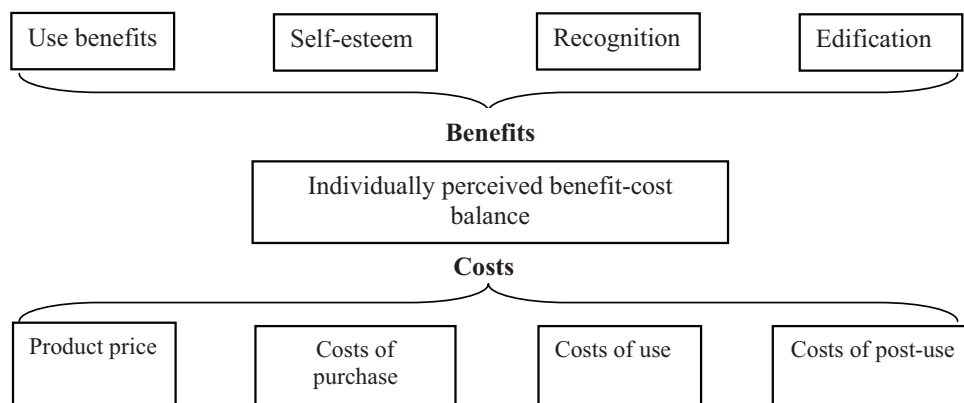 Use benefits
Self-esteem
Recognition
Edification
Benefits
Individually perceived benefit-cost
balance
Costs
Product price
Costs of
purchase
Costs of use
Costs of post-use